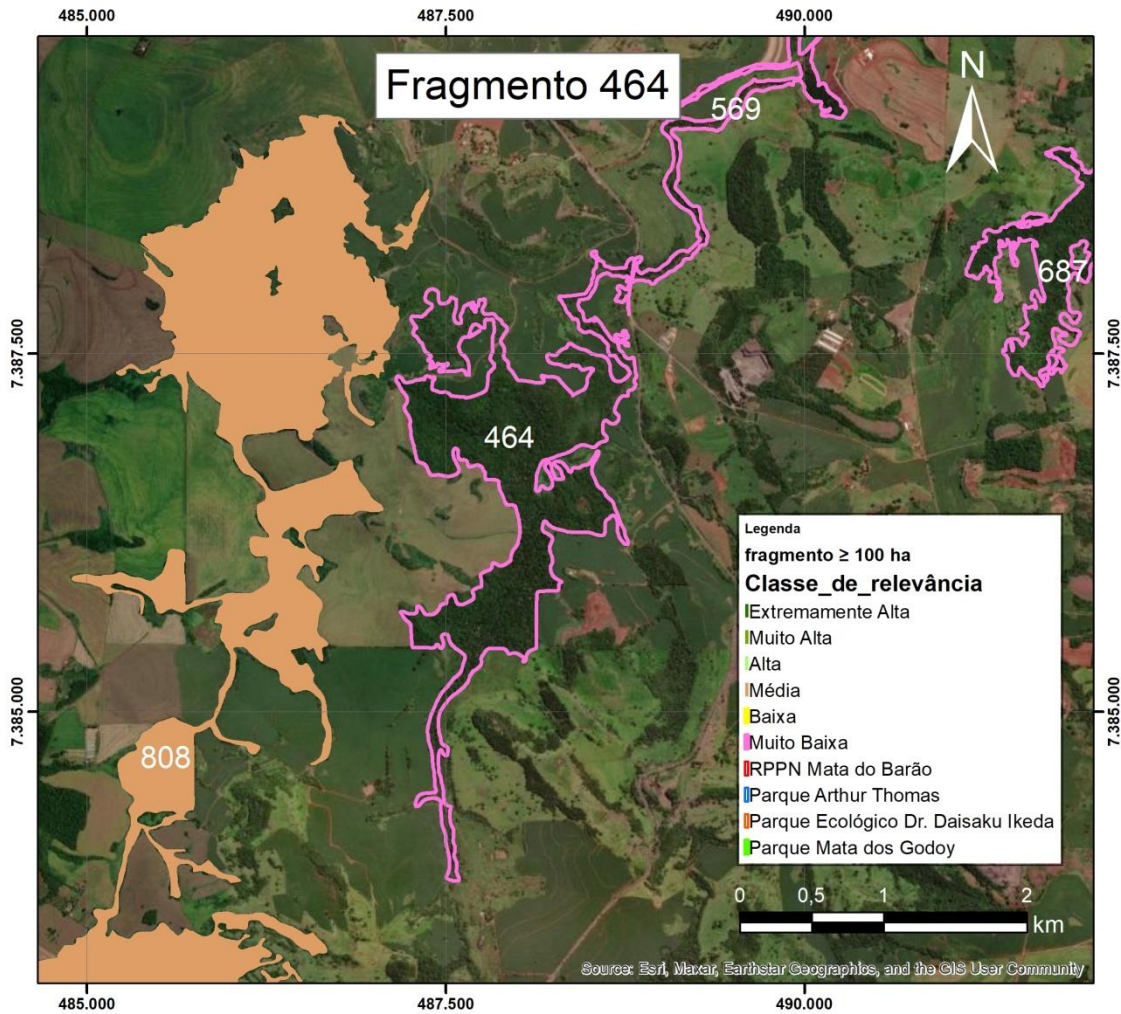 485.000
487.500
490.000
Fragmento 464
N
569
687
7.387.500
7.387.500
464
Legenda
fragmento ≥ 100 ha
Classe_de_relevância
Extremamente Alta
Muito Alta
Alta
Média
Baixa
Muito Baixa
RPPN Mata do Barão
Parque Arthur Thomas
Parque Ecológico Dr. Daisaku Ikeda
Parque Mata dos Godoy
7.385.000
7.385.000
808
0 0,5 1 2
km
Source: Esri, Maxar, Earthstar Geographics, and the GIS User Community
485.000
487.500
490.000